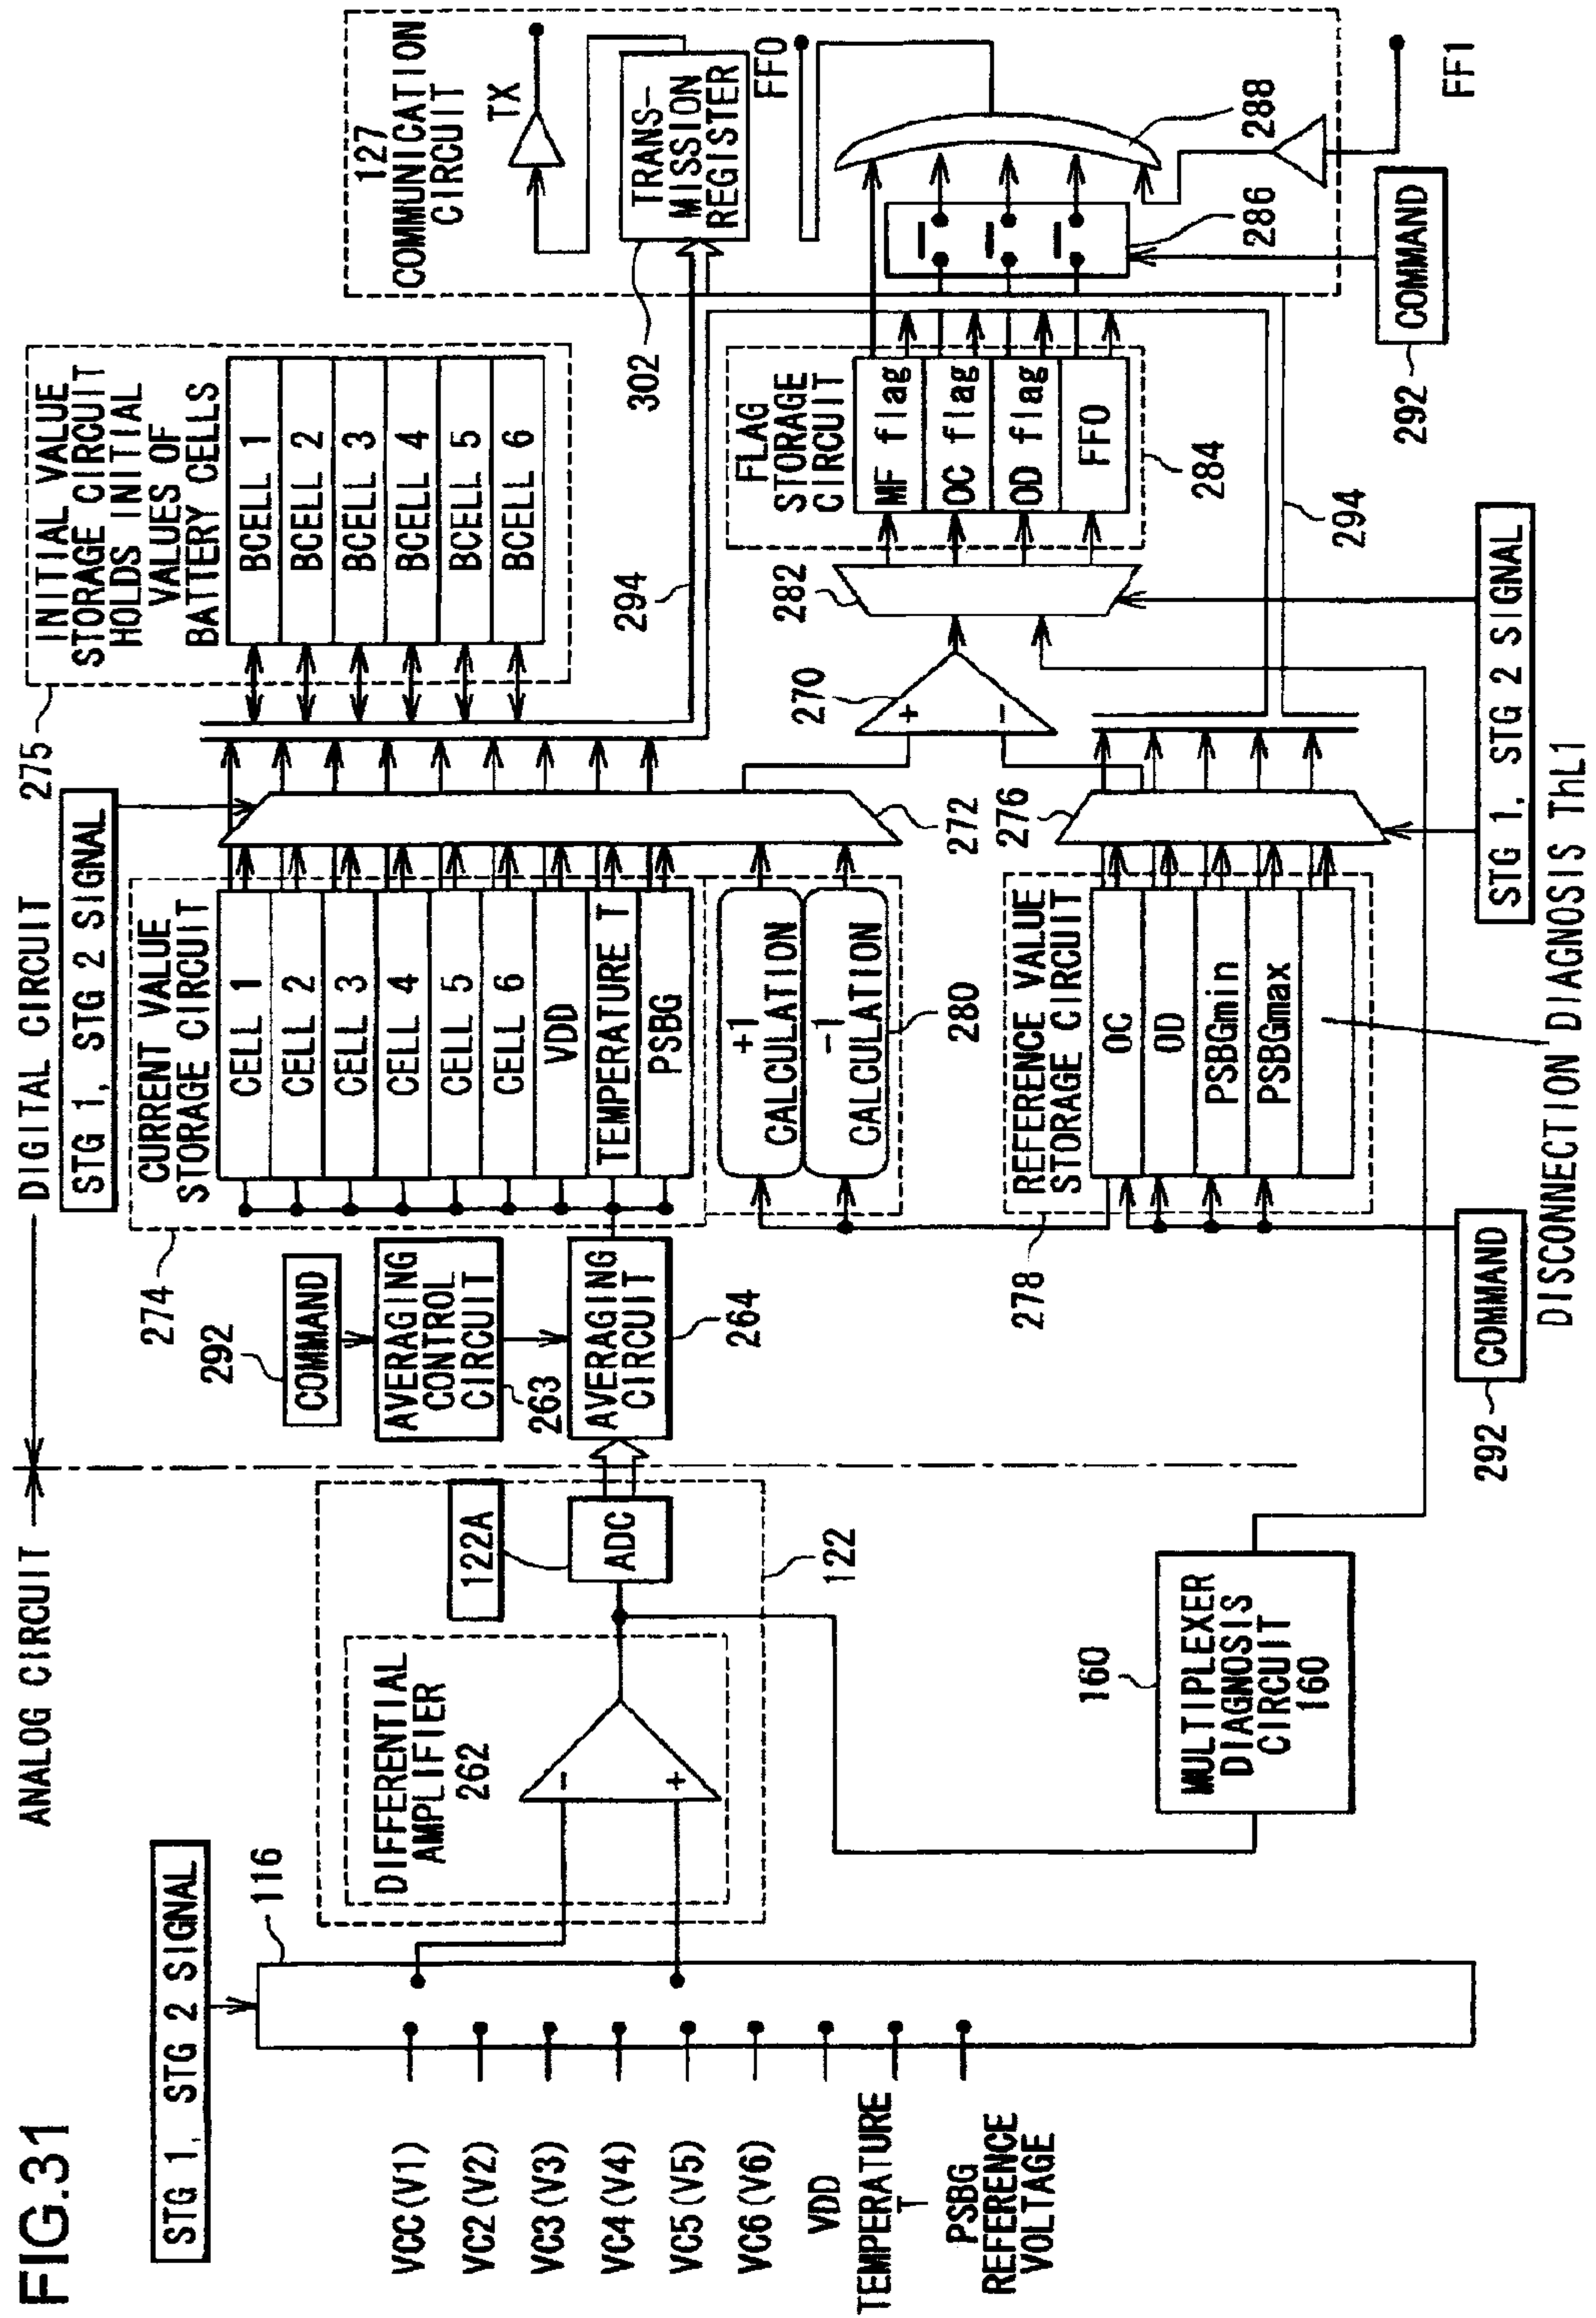 FIG.31
ANALOG CIRCUIT
DIGITAL CIRCUIT
STG 1, STG 2 SIGNAL
116
VCC(V1)
VC2(V2)
VC3(V3)
VC4(V4)
VC5(V5)
VC6(V6)
VDD
TEMPERATURE
T
PSBG
REFERENCE
VOLTAGE
DIFFERENTIAL
AMPLIFIER
262
-
+
122A
ADC
122
160
MULTIPLEXER
DIAGNOSIS
CIRCUIT
160
292
COMMAND
AVERAGING
CONTROL
CIRCUIT
263
AVERAGING
CIRCUIT
264
STG 1, STG 2 SIGNAL
274
CURRENT VALUE
STORAGE CIRCUIT
CELL 1
CELL 2
CELL 3
CELL 4
CELL 5
CELL 6
VDD
TEMPERATURE T
PSBG
+1
CALCULATION
-1
CALCULATION
280
272
278
REFERENCE VALUE
STORAGE CIRCUIT
OC
OD
PSBGmin
PSBGmax
276
292
COMMAND
DISCONNECTION DIAGNOSIS ThL1
STG 1, STG 2 SIGNAL
275
INITIAL VALUE
STORAGE CIRCUIT
HOLDS INITIAL
VALUES OF
BATTERY CELLS
BCELL 1
BCELL 2
BCELL 3
BCELL 4
BCELL 5
BCELL 6
294
270
+
-
282
FLAG
STORAGE
CIRCUIT
MF flag
OC flag
OD flag
FFO
284
294
127
COMMUNICATION
CIRCUIT
TX
302
TRANS-
MISSION
REGISTER
FFO
286
288
292
COMMAND
FF1